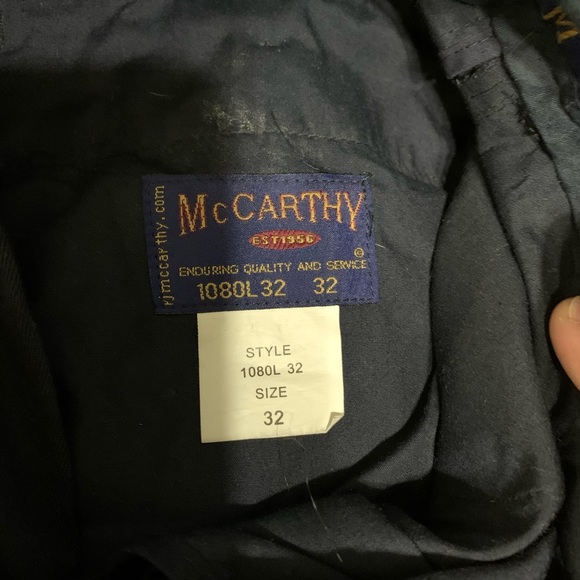 rjmccarthy.com
McCARTHY
EST1956
®
ENDURING QUALITY AND SERVICE
1080L32 32
STYLE
1080L 32
SIZE
32